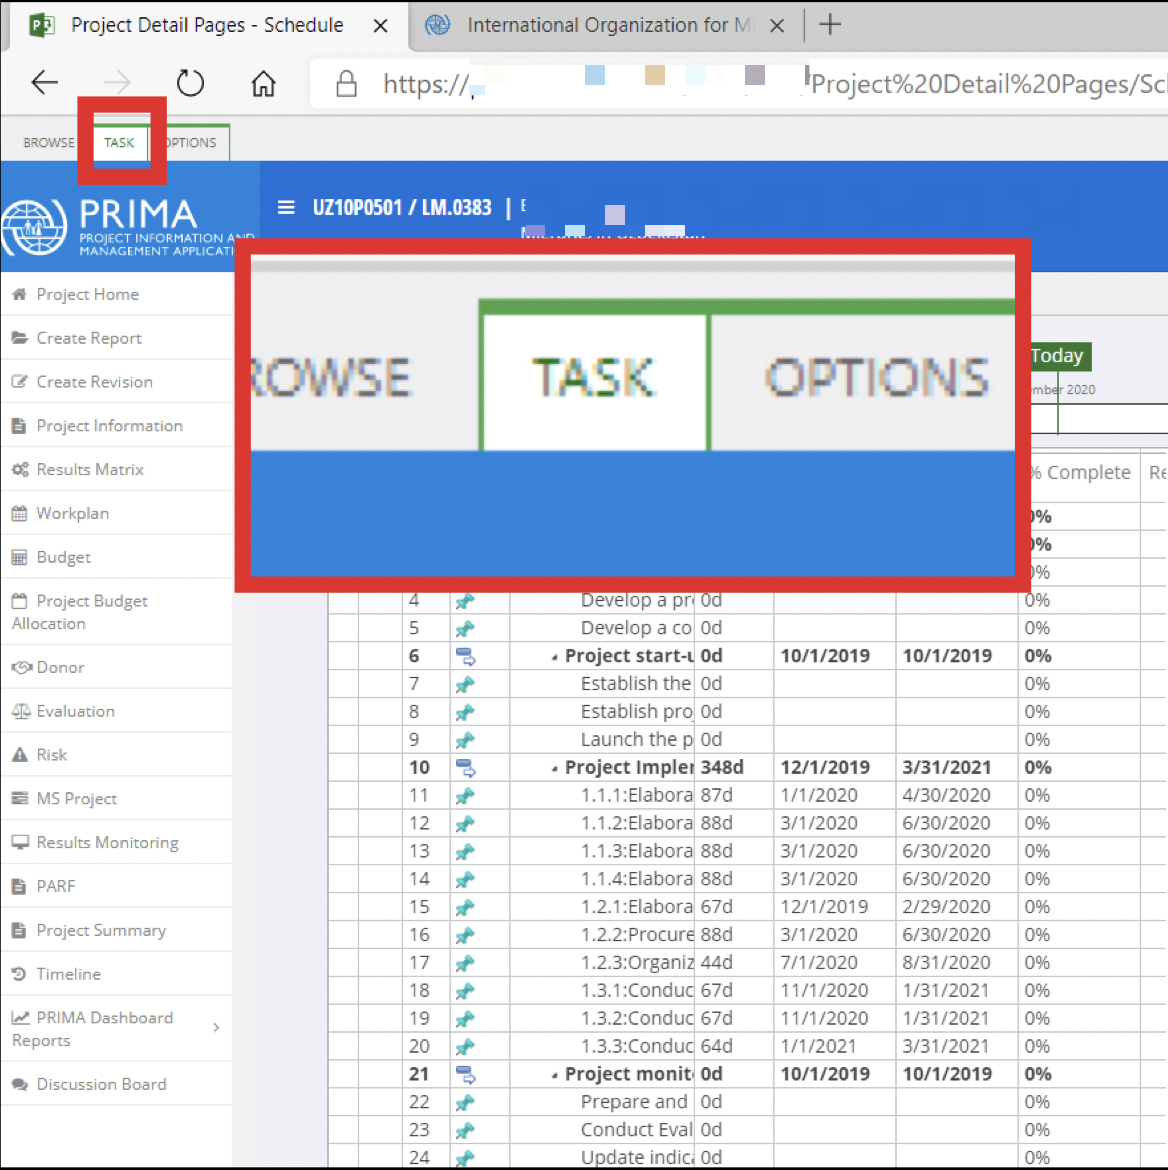 Project Detail Pages - Schedule
International Organization for Mi
https://
/Project%20Detail%20Pages/Sch
BROWSE TASK OPTIONS
PRIMA
PROJECT INFORMATION AND
MANAGEMENT APPLICATI
UZ10P0501 / LM.0383 |
ROWSE TASK OPTIONS
Today
mber 2020
% Complete Re
0%
0%
0%
Project Home
Create Report
Create Revision
Project Information
Results Matrix
Workplan
Budget
Project Budget
Allocation
Donor
Evaluation
Risk
MS Project
Results Monitoring
PARF
Project Summary
Timeline
PRIMA Dashboard
Reports
Discussion Board
4 Develop a pr 0d 0%
5 Develop a co 0d 0%
6 Project start-u 0d 10/1/2019 10/1/2019 0%
7 Establish the 0d 0%
8 Establish proj 0d 0%
9 Launch the p 0d 0%
10 Project Impler 348d 12/1/2019 3/31/2021 0%
11 1.1.1:Elabora 87d 1/1/2020 4/30/2020 0%
12 1.1.2:Elabora 88d 3/1/2020 6/30/2020 0%
13 1.1.3:Elabora 88d 3/1/2020 6/30/2020 0%
14 1.1.4:Elabora 88d 3/1/2020 6/30/2020 0%
15 1.2.1:Elabora 67d 12/1/2019 2/29/2020 0%
16 1.2.2:Procure 88d 3/1/2020 6/30/2020 0%
17 1.2.3:Organiz 44d 7/1/2020 8/31/2020 0%
18 1.3.1:Conduc 67d 11/1/2020 1/31/2021 0%
19 1.3.2:Conduc 67d 11/1/2020 1/31/2021 0%
20 1.3.3:Conduc 64d 1/1/2021 3/31/2021 0%
21 Project monit 0d 10/1/2019 10/1/2019 0%
22 Prepare and 0d 0%
23 Conduct Eval 0d 0%
24 Update indica 0d 0%